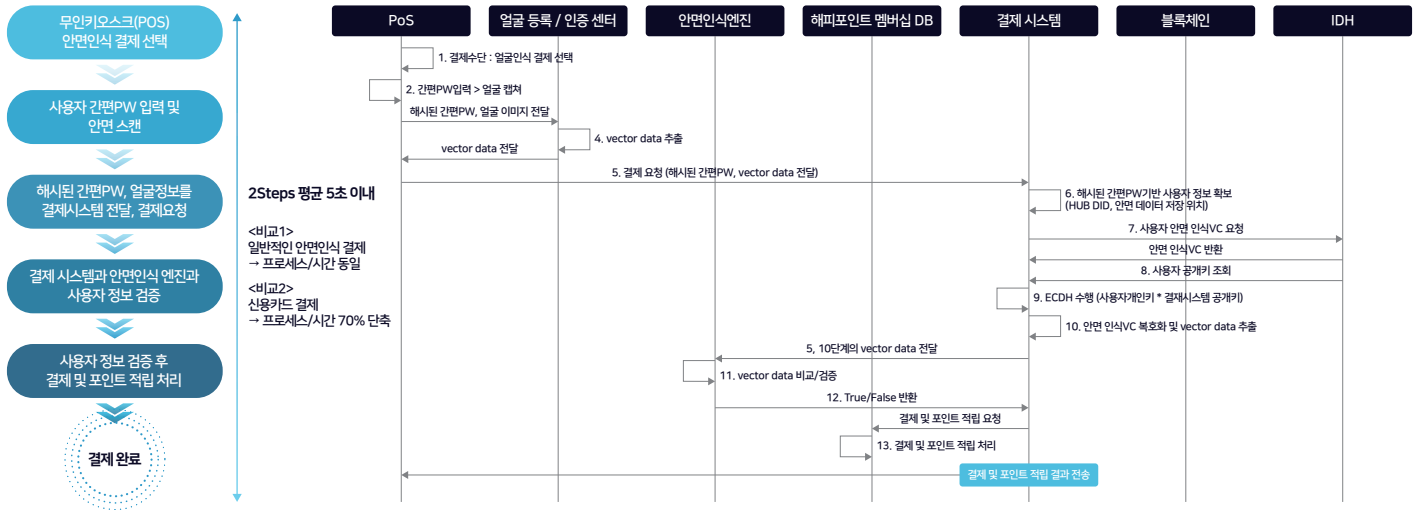 무인키오스크(POS)
안면인식 결제 선택
사용자 간편PW 입력 및
안면 스캔
해시된 간편PW, 얼굴정보를
결제시스템 전달, 결제요청
결제 시스템과 안면인식 엔진과
사용자 정보 검증
사용자 정보 검증 후
결제 및 포인트 적립 처리
결제 완료
2Steps 평균 5초 이내
<비교1>
일반적인 안면인식 결제
→ 프로세스/시간 동일
<비교2>
신용카드 결제
→ 프로세스/시간 70% 단축
PoS
얼굴 등록 / 인증 센터
안면인식엔진
해피포인트 멤버십 DB
결제 시스템
블록체인
IDH
1. 결제수단 : 얼굴인식 결제 선택
2. 간편PW입력 > 얼굴 캡쳐
해시된 간편PW, 얼굴 이미지 전달
4. vector data 추출
vector data 전달
5. 결제 요청 (해시된 간편PW, vector data 전달)
6. 해시된 간편PW기반 사용자 정보 확보
(HUB DID, 안면 데이터 저장 위치)
7. 사용자 안면 인식VC 요청
안면 인식VC 반환
8. 사용자 공개키 조회
9. ECDH 수행 (사용자개인키 * 결재시스템 공개키)
10. 안면 인식VC 복호화 및 vector data 추출
5, 10단계의 vector data 전달
11. vector data 비교/검증
12. True/False 반환
결제 및 포인트 적립 요청
13. 결제 및 포인트 적립 처리
결제 및 포인트 적립 결과 전송